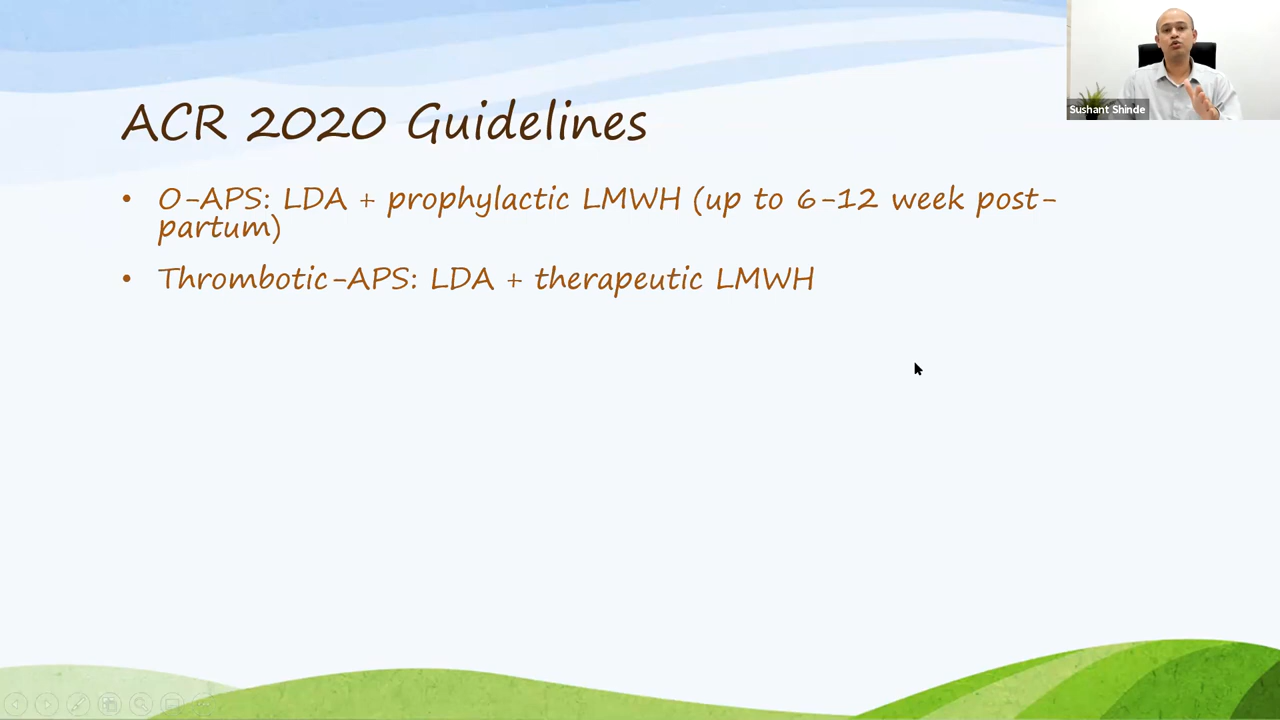 Sushant Shinde
ACR 2020 Guidelines
• O-APS: LDA + prophylactic LMWH (up to 6-12 week post-
partum)
• Thrombotic-APS: LDA + therapeutic LMWH